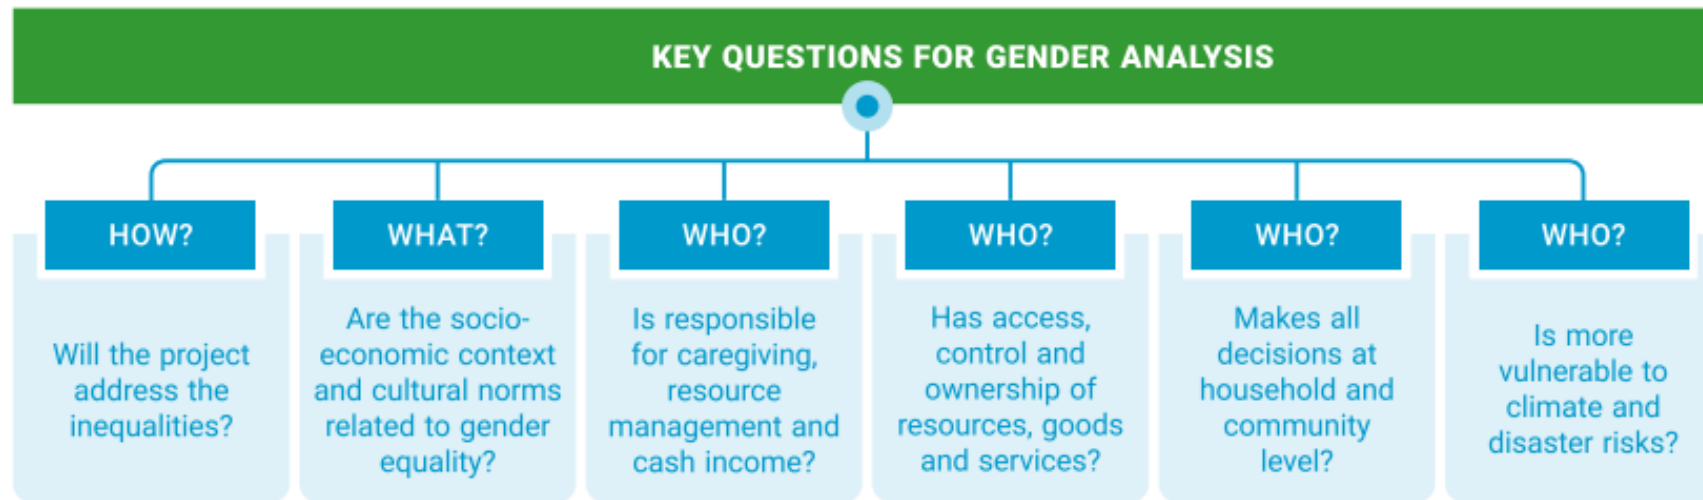 KEY QUESTIONS FOR GENDER ANALYSIS
HOW?
Will the project
address the
inequalities?
WHAT?
Are the socio-
economic context
and cultural norms
related to gender
equality?
WHO?
Is responsible
for caregiving,
resource
management and
cash income?
WHO?
Has access,
control and
ownership of
resources, goods
and services?
WHO?
Makes all
decisions at
household and
community
level?
WHO?
Is more
vulnerable to
climate and
disaster risks?